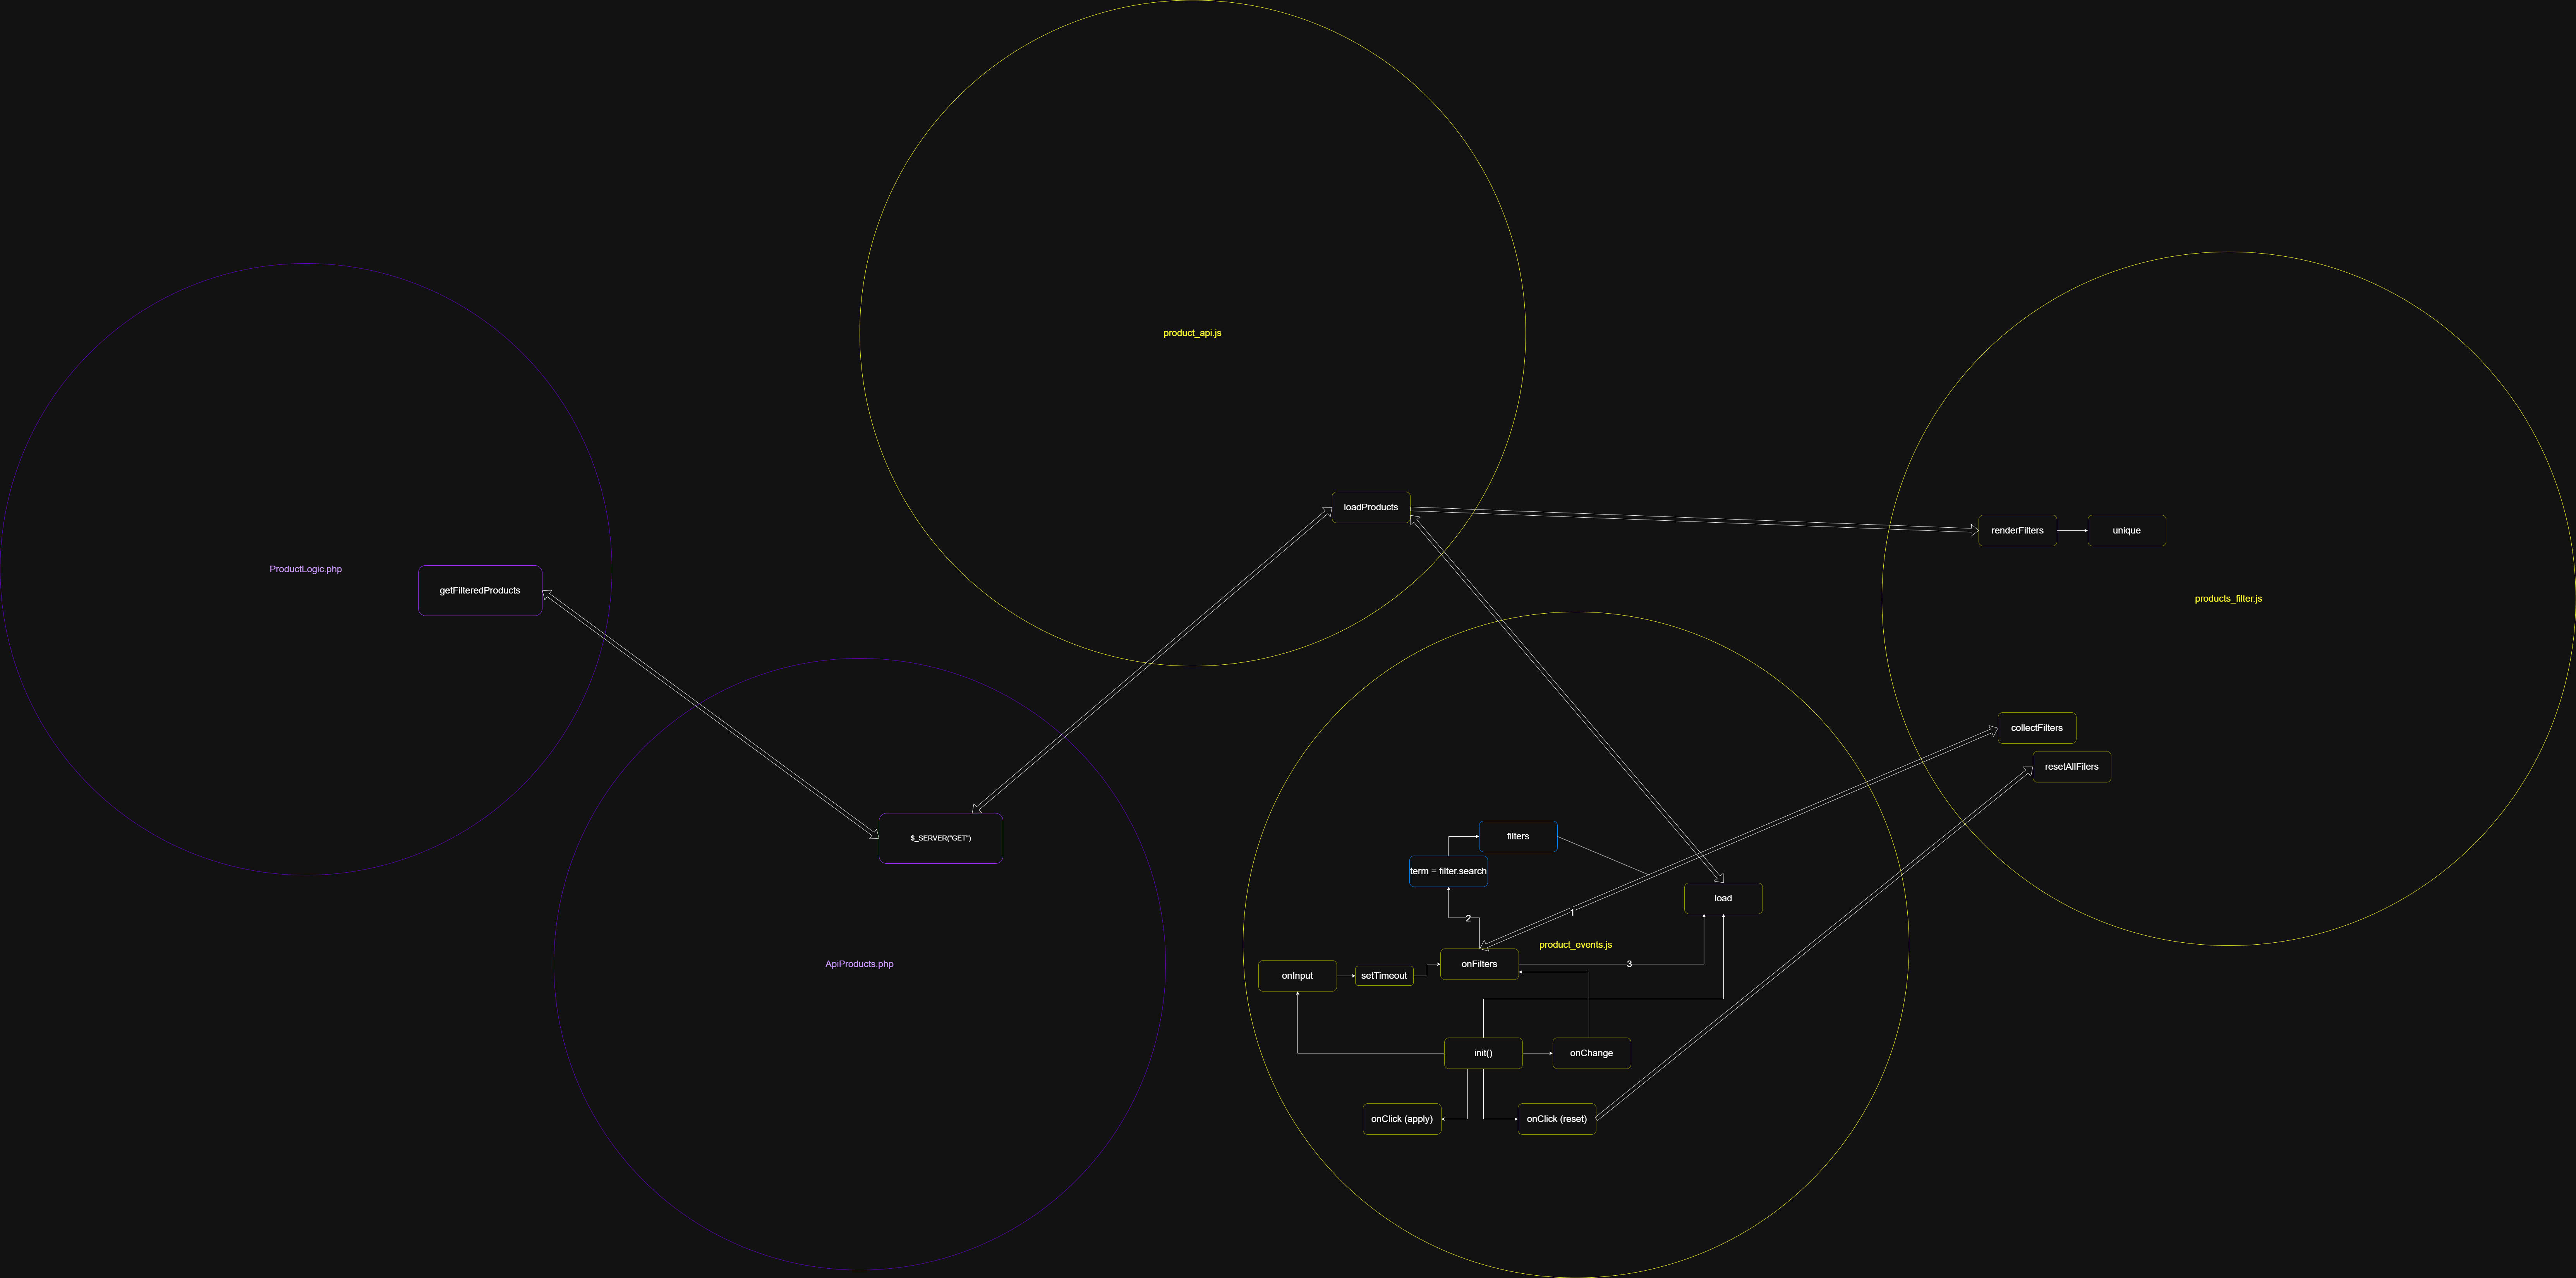 product_api.js
loadProducts
renderFilters
unique
ProductLogic.php
getFilteredProducts
products_filter.js
collectFilters
resetAllFilers
$_SERVER("GET")
filters
term = filter.search
load
1
2
product_events.js
ApiProducts.php
onFilters
3
onInput
setTimeout
init()
onChange
onClick (apply)
onClick (reset)